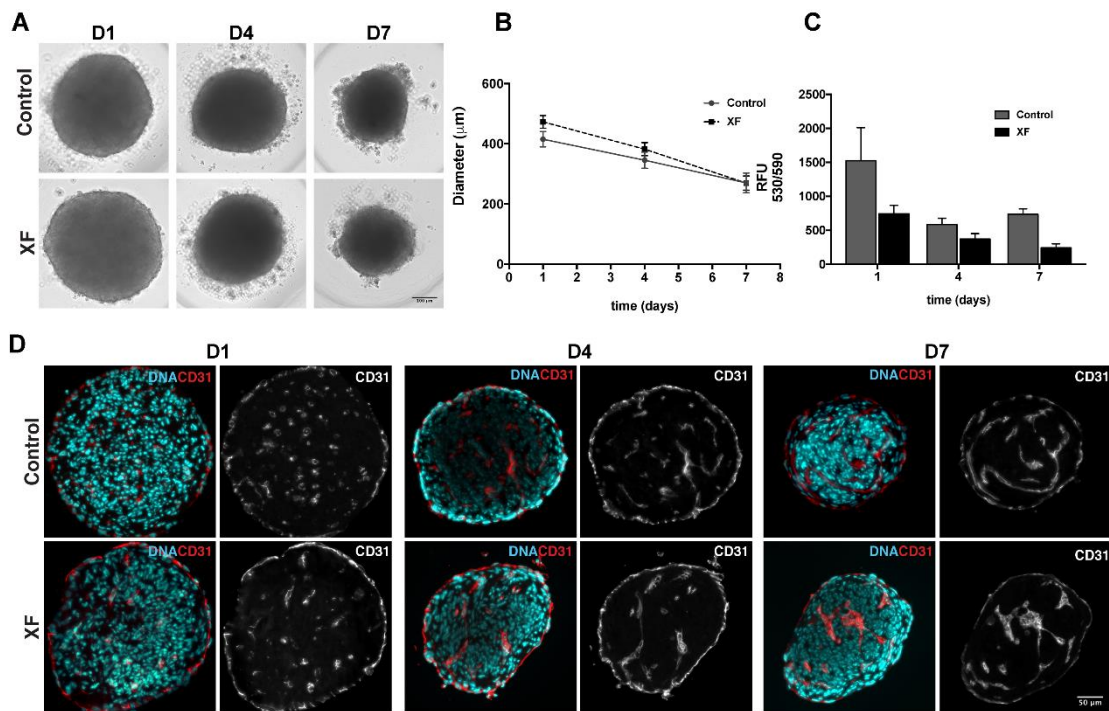 A
D1
D4
D7
Control
XF
100 µm
B
Diameter (µm)
600
400
200
0
0 1 2 3 4 5 6 7 8
time (days)
Control
XF
C
RFU
530/590
2500
2000
1500
1000
500
0
1 4 7
time (days)
Control
XF
D
D1
D4
D7
Control
DNACD31
CD31
DNACD31
CD31
DNACD31
CD31
XF
DNACD31
CD31
DNACD31
CD31
DNACD31
CD31
50 µm